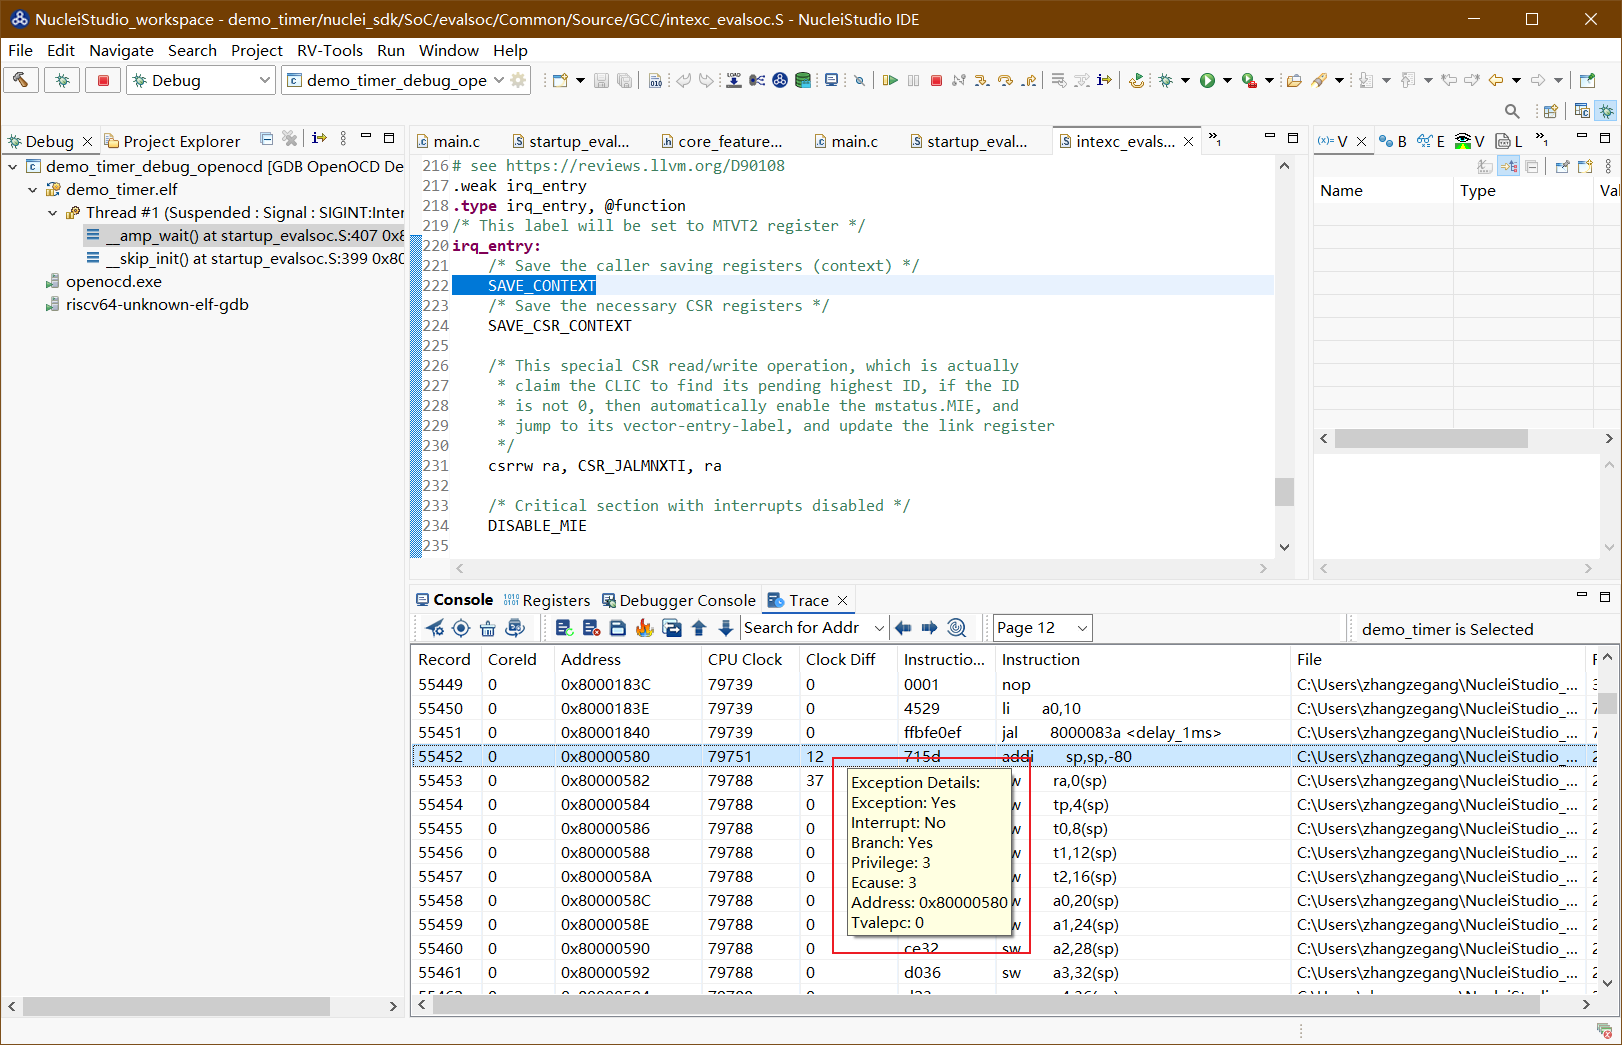 NucleiStudio_workspace - demo_timer/nuclei_sdk/SoC/evalsoc/Common/Source/GCC/intexc_evalsoc.S - NucleiStudio IDE
File Edit Navigate Search Project RV-Tools Run Window Help
Debug demo_timer_debug_ope
Debug Project Explorer
demo_timer_debug_openocd [GDB OpenOCD De
demo_timer.elf
Thread #1 (Suspended : Signal : SIGINT:Inter
__amp_wait() at startup_evalsoc.S:407 0x8
__skip_init() at startup_evalsoc.S:399 0x80
openocd.exe
riscv64-unknown-elf-gdb
main.c startup_eval... core_feature... main.c startup_eval... intexc_evals... »1
216 # see https://reviews.llvm.org/D90108
217 .weak irq_entry
218 .type irq_entry, @function
219 /* This label will be set to MTVT2 register */
220 irq_entry:
221 /* Save the caller saving registers (context) */
222 SAVE_CONTEXT
223 /* Save the necessary CSR registers */
224 SAVE_CSR_CONTEXT
225
226 /* This special CSR read/write operation, which is actually
227 * claim the CLIC to find its pending highest ID, if the ID
228 * is not 0, then automatically enable the mstatus.MIE, and
229 * jump to its vector-entry-label, and update the link register
230 */
231 csrrw ra, CSR_JALMNXTI, ra
232
233 /* Critical section with interrupts disabled */
234 DISABLE_MIE
235
(x)= V B E V L »1
Name Type Val
Console Registers Debugger Console Trace
Search for Addr Page 12 demo_timer is Selected
Record CoreId Address CPU Clock Clock Diff Instructio... Instruction File F
55449 0 0x8000183C 79739 0 0001 nop C:\Users\zhangzegang\NucleiStudio_... 3
55450 0 0x8000183E 79739 0 4529 li a0,10 C:\Users\zhangzegang\NucleiStudio_... 7
55451 0 0x80001840 79739 0 ffbfe0ef jal 8000083a <delay_1ms> C:\Users\zhangzegang\NucleiStudio_... 7
55452 0 0x80000580 79751 12 715d addi sp,sp,-80 C:\Users\zhangzegang\NucleiStudio_... 2
55453 0 0x80000582 79788 37 w ra,0(sp) C:\Users\zhangzegang\NucleiStudio_... 2
55454 0 0x80000584 79788 0 w tp,4(sp) C:\Users\zhangzegang\NucleiStudio_... 2
55455 0 0x80000586 79788 0 w t0,8(sp) C:\Users\zhangzegang\NucleiStudio_... 2
55456 0 0x80000588 79788 0 w t1,12(sp) C:\Users\zhangzegang\NucleiStudio_... 2
55457 0 0x8000058A 79788 0 w t2,16(sp) C:\Users\zhangzegang\NucleiStudio_... 2
55458 0 0x8000058C 79788 0 w a0,20(sp) C:\Users\zhangzegang\NucleiStudio_... 2
55459 0 0x8000058E 79788 0 w a1,24(sp) C:\Users\zhangzegang\NucleiStudio_... 2
55460 0 0x80000590 79788 0 ce32 sw a2,28(sp) C:\Users\zhangzegang\NucleiStudio_... 2
55461 0 0x80000592 79788 0 d036 sw a3,32(sp) C:\Users\zhangzegang\NucleiStudio_... 2
Exception Details:
Exception: Yes
Interrupt: No
Branch: Yes
Privilege: 3
Ecause: 3
Address: 0x80000580
Tvalepc: 0